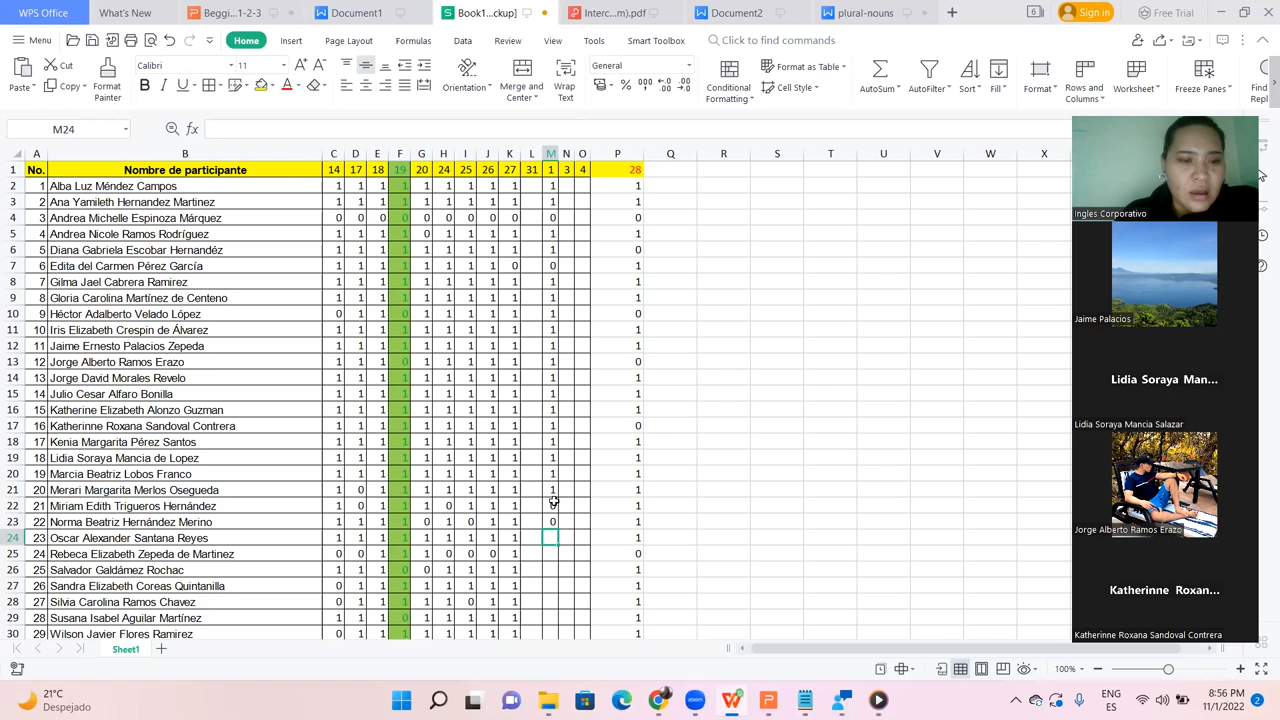 WPS Office What's New Beggi...1-2-3 Document1 Book1...ckup] Interc...m).pdf Document2 plural-nouns 6 Sign in Free Trial
Menu Home Insert Page Layout Formulas Data Review View Tools Smart Toolbox Click to find commands
Paste Cut Copy Format Painter Calibri 11 Orientation Merge and Center Wrap Text General Conditional Formatting Format as Table Cell Style AutoSum AutoFilter Sort Fill Format Rows and Columns Worksheet Freeze Panes Find Repl
M24 fx
A B C D E F G H I J K L M N O P Q R S T U V W X
1 No. Nombre de participante 14 17 18 19 20 24 25 26 27 31 1 3 4 28
2 1 Alba Luz Méndez Campos 1 1 1 1 1 1 1 1 1 1 1
3 2 Ana Yamileth Hernandez Martinez 1 1 1 1 1 1 1 1 1 1 1
4 3 Andrea Michelle Espinoza Márquez 0 0 0 0 0 0 0 0 0 0 0
5 4 Andrea Nicole Ramos Rodríguez 1 1 1 1 0 1 1 1 1 1 1
6 5 Diana Gabriela Escobar Hernandéz 1 1 1 1 1 1 1 1 1 1 0
7 6 Edita del Carmen Pérez García 1 1 1 1 1 1 1 1 0 0 1
8 7 Gilma Jael Cabrera Ramirez 1 1 1 1 1 1 1 1 1 1 1
9 8 Gloria Carolina Martínez de Centeno 1 1 1 1 1 1 1 1 1 1 1
10 9 Héctor Adalberto Velado López 0 1 1 0 1 1 1 1 1 1 0
11 10 Iris Elizabeth Crespin de Álvarez 1 1 1 1 1 1 1 1 1 1 1
12 11 Jaime Ernesto Palacios Zepeda 1 1 1 1 1 1 1 1 1 1 1
13 12 Jorge Alberto Ramos Erazo 1 1 1 0 1 1 1 1 1 1 0
14 13 Jorge David Morales Revelo 1 1 1 1 1 1 1 1 1 1 1
15 14 Julio Cesar Alfaro Bonilla 1 1 1 1 1 1 1 1 1 1 1
16 15 Katherine Elizabeth Alonzo Guzman 1 1 1 1 1 1 1 1 1 1 1
17 16 Katherinne Roxana Sandoval Contrera 1 1 1 1 1 1 1 1 1 1 0
18 17 Kenia Margarita Pérez Santos 1 1 1 1 1 1 1 1 1 1 1
19 18 Lidia Soraya Mancia de Lopez 1 1 1 1 1 1 1 1 1 1 1
20 19 Marcia Beatriz Lobos Franco 1 1 1 1 1 1 1 1 1 1 1
21 20 Merari Margarita Merlos Osegueda 1 0 1 1 1 1 1 1 1 1 1
22 21 Miriam Edith Trigueros Hernández 1 0 1 1 1 0 1 1 1 1
23 22 Norma Beatriz Hernández Merino 1 1 1 1 0 1 0 1 1 0 1
24 23 Oscar Alexander Santana Reyes 1 1 1 1 1 1 1 1 1 1
25 24 Rebeca Elizabeth Zepeda de Martinez 0 0 1 1 1 1 0 0 1 0
26 25 Salvador Galdámez Rochac 1 1 1 0 0 1 1 1 1 1
27 26 Sandra Elizabeth Coreas Quintanilla 0 1 1 1 1 1 1 1 1 1
28 27 Silvia Carolina Ramos Chavez 0 1 1 1 1 1 0 1 1 1
29 28 Susana Isabel Aguilar Martínez 1 1 1 0 1 1 1 1 1 1
30 29 Wilson Javier Flores Ramirez 0 1 1 1 1 1 1 1 1 1
Ingles Corporativo
Jaime Palacios
Lidia Soraya Man...
Lidia Soraya Mancia Salazar
Jorge Alberto Ramos Erazo
Katherinne Roxan...
Katherinne Roxana Sandoval Contrera
Sheet1
100%
21°C
Despejado
ES
ES
8:56 PM
11/1/2022
2